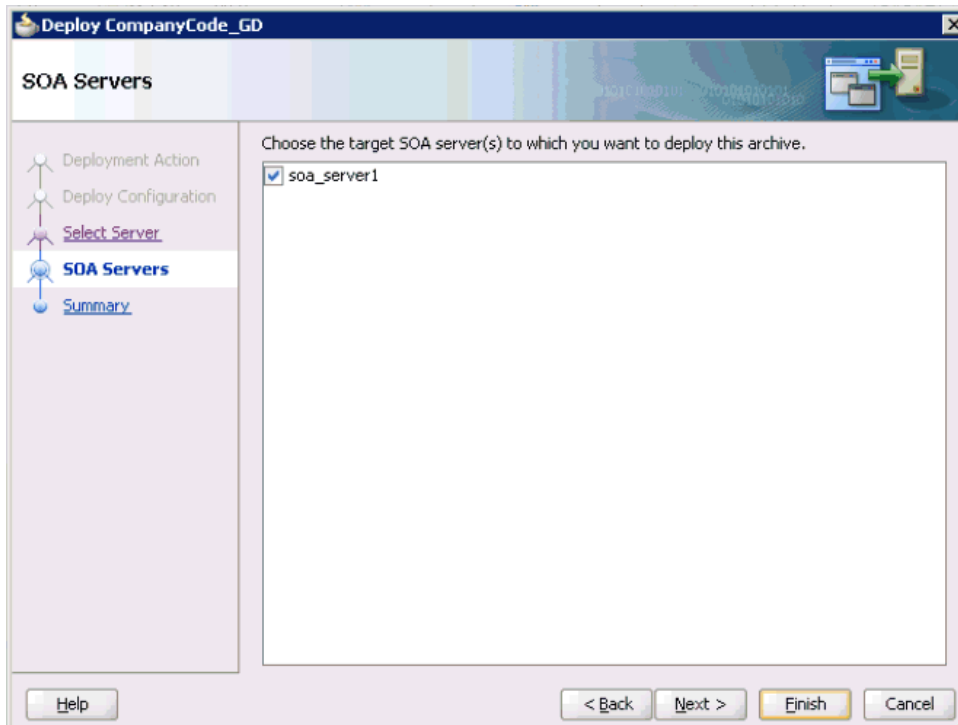 Deploy CompanyCode_GD
SOA Servers
Deployment Action
Deploy Configuration
Select Server
SOA Servers
Summary
Choose the target SOA server(s) to which you want to deploy this archive.
soa_server1
Help
< Back
Next >
Finish
Cancel